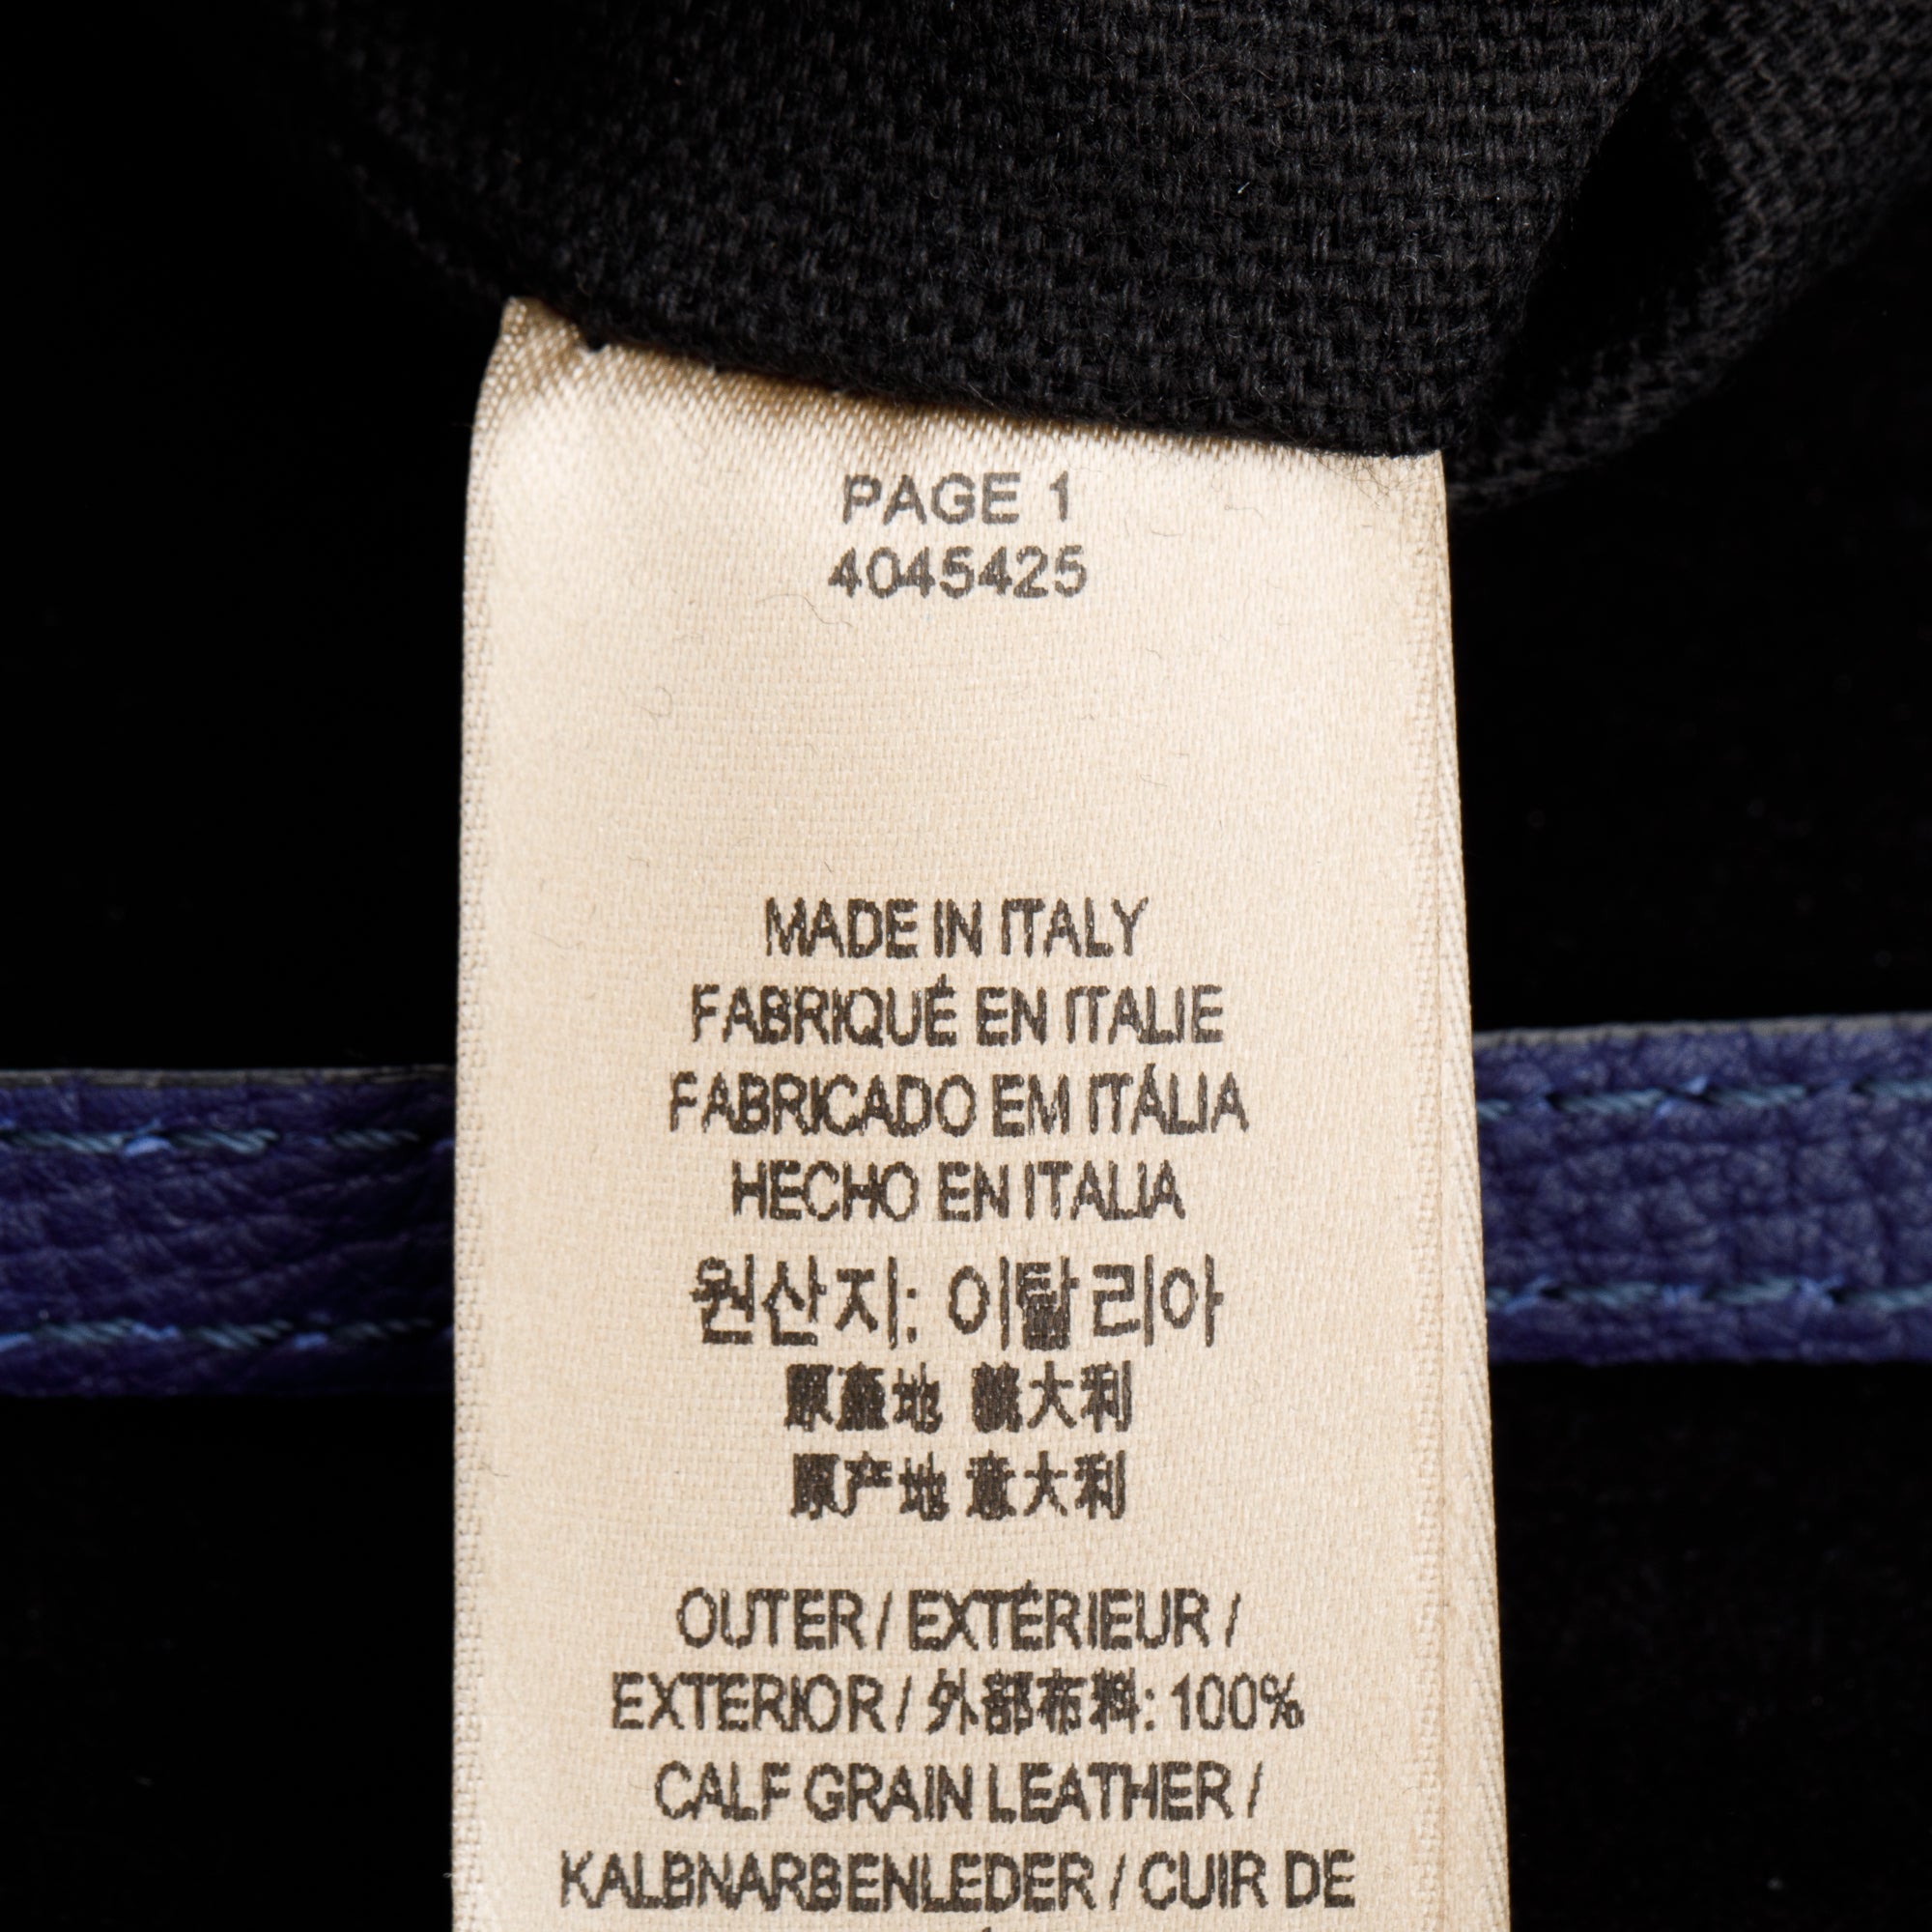 PAGE 1
4045425
MADE IN ITALY
FABRIQUÉ EN ITALIE
FABRICADO EM ITÁLIA
HECHO EN ITALIA
원산지: 이탈리아
原產地 義大利
原产地 意大利
OUTER / EXTÉRIEUR /
EXTERIOR / 外部布料: 100%
CALF GRAIN LEATHER /
KALBNARBENLEDER / CUIR DE